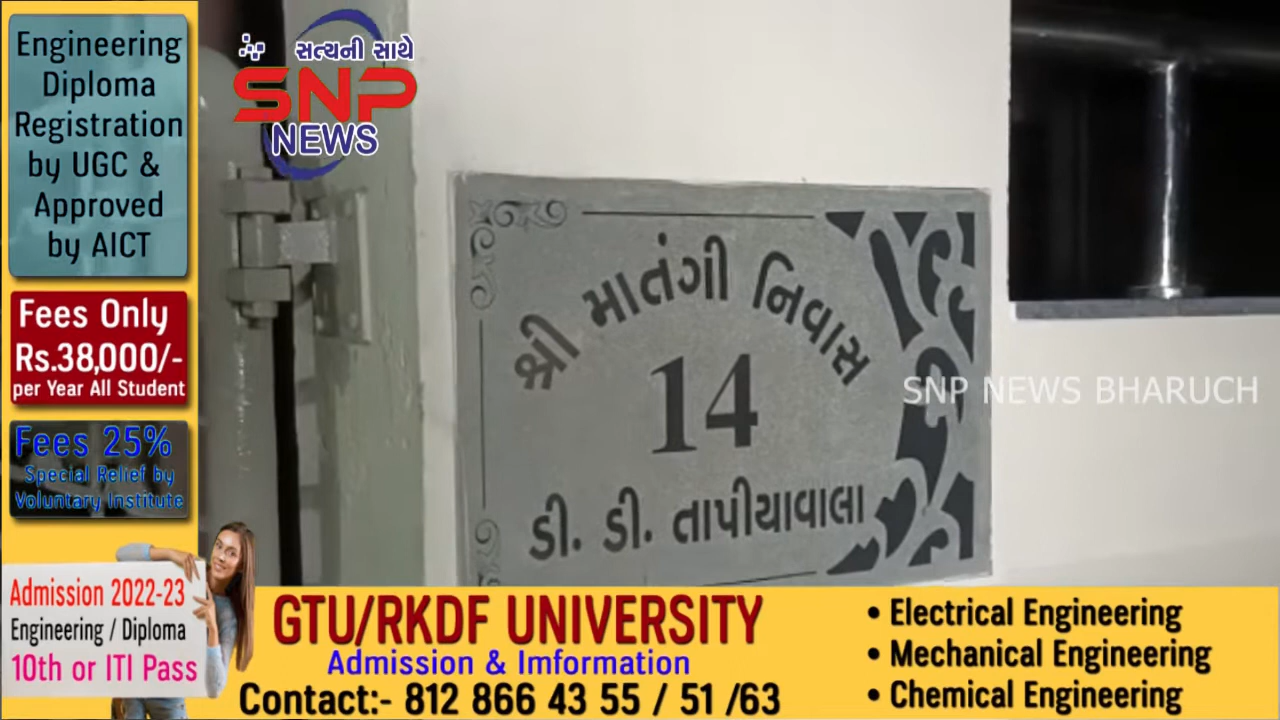 Engineering
Diploma
Registration
by UGC &
Approved
by AICT
Fees Only
Rs.38,000/-
per Year All Student
Fees 25%
Special Relief by
Voluntary Institute
Admission 2022-23
Engineering / Diploma
10th or ITI Pass
સત્યની સાથે
SNP
NEWS
શ્રી માતંગી નિવાસ
14
ડી. ડી. તાપીયાવાલા
SNP NEWS BHARUCH
GTU/RKDF UNIVERSITY
Admission & Imformation
Contact:- 812 866 43 55 / 51 /63
• Electrical Engineering
• Mechanical Engineering
• Chemical Engineering